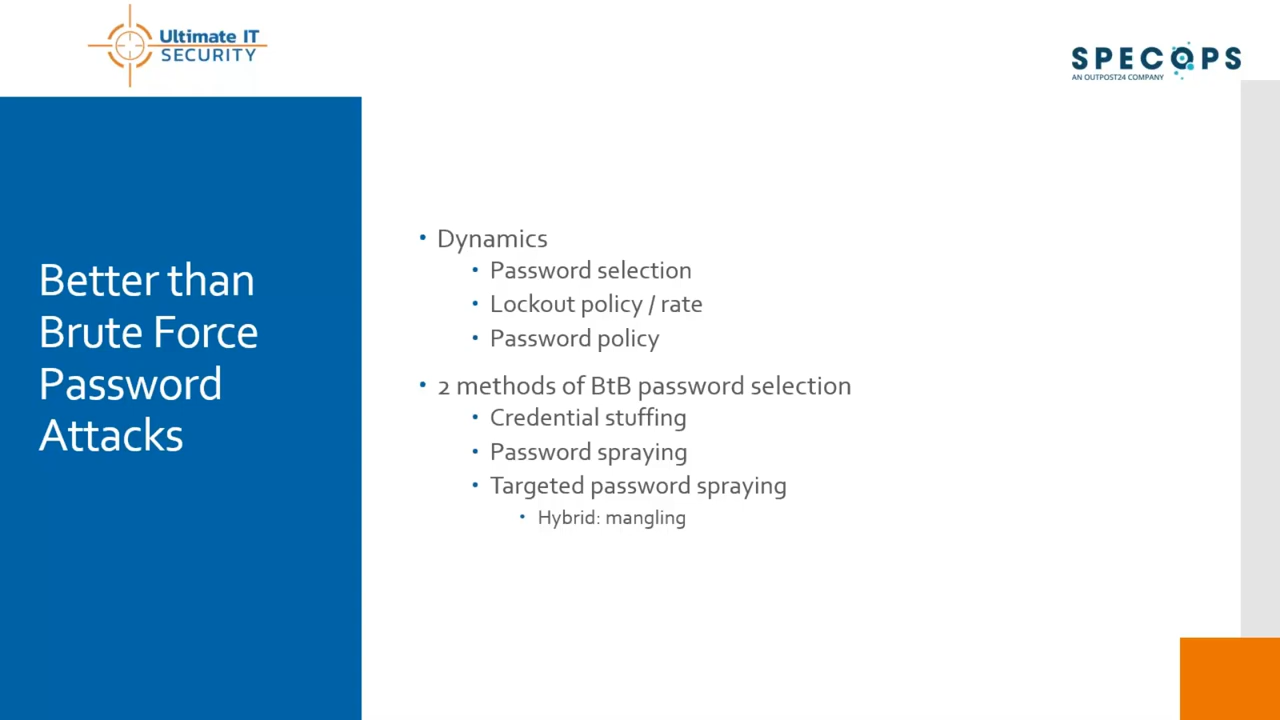 Ultimate IT
SECURITY
SPECOPS
AN OUTPOST24 COMPANY
Better than
Brute Force
Password
Attacks
• Dynamics
• Password selection
• Lockout policy / rate
• Password policy
• 2 methods of BtB password selection
• Credential stuffing
• Password spraying
• Targeted password spraying
• Hybrid: mangling